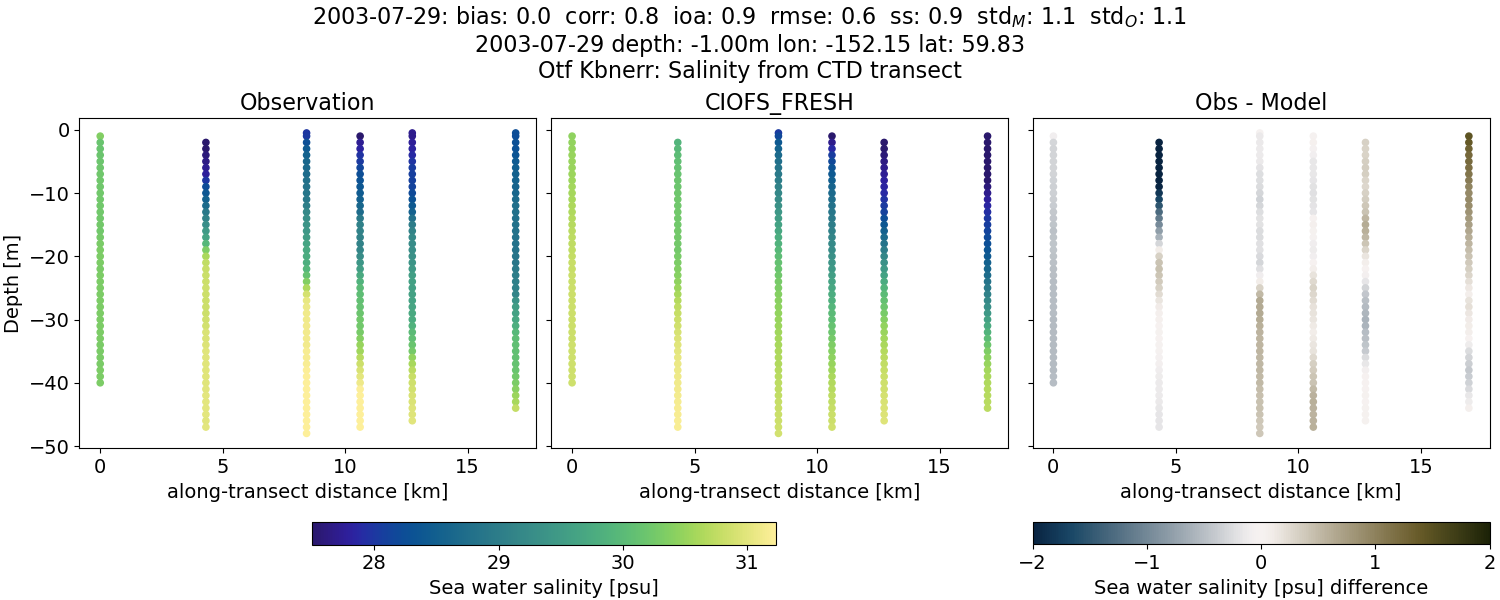 2003-07-29: bias: 0.0  corr: 0.8  ioa: 0.9  rmse: 0.6  ss: 0.9  std_M: 1.1  std_O: 1.1
2003-07-29 depth: -1.00m lon: -152.15 lat: 59.83
Otf Kbnerr: Salinity from CTD transect
Observation
CIOFS_FRESH
Obs - Model
Depth [m]
0
−10
−20
−30
−40
−50
0 5 10 15
0 5 10 15
0 5 10 15
along-transect distance [km]
along-transect distance [km]
along-transect distance [km]
28 29 30 31
Sea water salinity [psu]
−2 −1 0 1 2
Sea water salinity [psu] difference